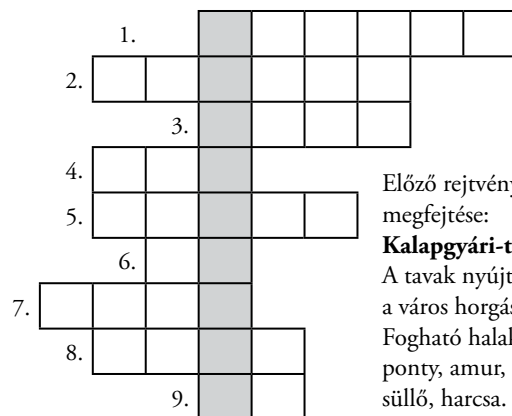 1.
2.
3.
4.
5.
6.
7.
8.
9.
Előző rejtvény
megfejtése:
Kalapgyári-t
A tavak nyújt
a város horgás
Fogható halak
ponty, amur,
süllő, harcsa.